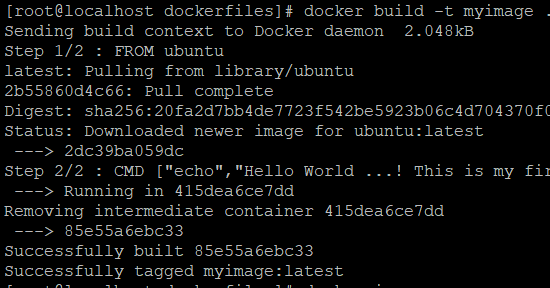 [root@localhost dockerfiles]# docker build -t myimage .
Sending build context to Docker daemon  2.048kB
Step 1/2 : FROM ubuntu
latest: Pulling from library/ubuntu
2b55860d4c66: Pull complete
Digest: sha256:20fa2d7bb4de7723f542be5923b06c4d704370f0
Status: Downloaded newer image for ubuntu:latest
 ---> 2dc39ba059dc
Step 2/2 : CMD ["echo","Hello World ...! This is my fir
 ---> Running in 415dea6ce7dd
Removing intermediate container 415dea6ce7dd
 ---> 85e55a6ebc33
Successfully built 85e55a6ebc33
Successfully tagged myimage:latest